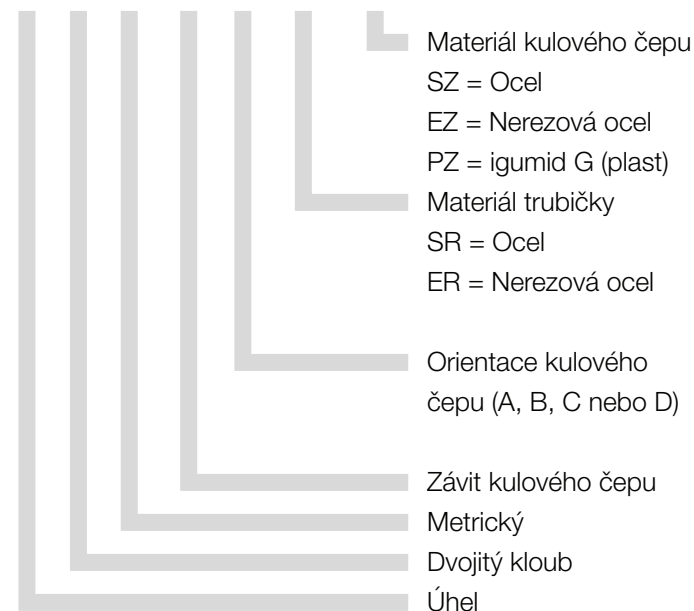 Materiál kulového čepu
SZ = Ocel
EZ = Nerezová ocel
PZ = igumid G (plast)
Materiál trubičky
SR = Ocel
ER = Nerezová ocel
Orientace kulového
čepu (A, B, C nebo D)
Závit kulového čepu
Metrický
Dvojitý kloub
Úhel